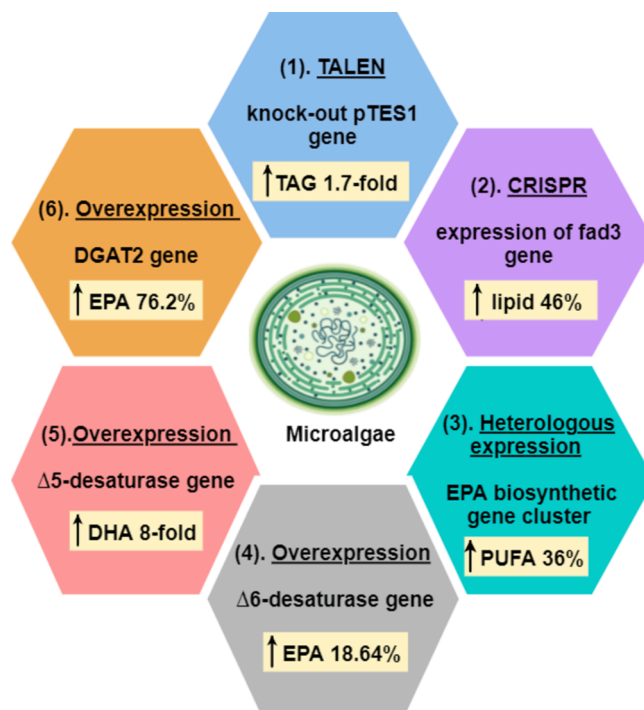 (1). TALEN
knock-out pTES1
gene
↑ TAG 1.7-fold
(2). CRISPR
expression of fad3
gene
↑ lipid 46%
(3). Heterologous
expression
EPA biosynthetic
gene cluster
↑ PUFA 36%
(4). Overexpression
Δ6-desaturase gene
↑ EPA 18.64%
(5).Overexpression
Δ5-desaturase gene
↑ DHA 8-fold
(6). Overexpression
DGAT2 gene
↑ EPA 76.2%
Microalgae